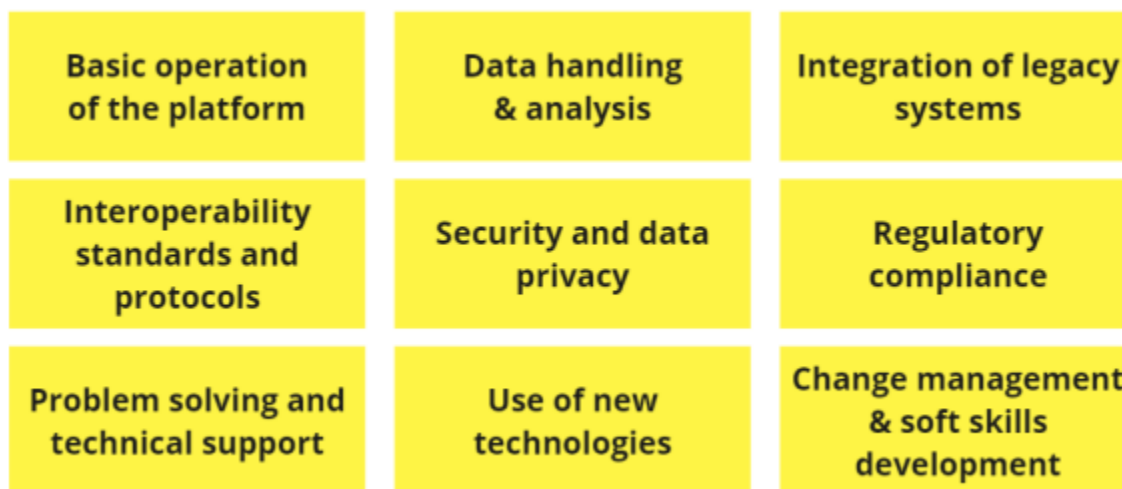 Basic operation
of the platform
Data handling
& analysis
Integration of legacy
systems
Interoperability
standards and
protocols
Security and data
privacy
Regulatory
compliance
Problem solving and
technical support
Use of new
technologies
Change management
& soft skills
development